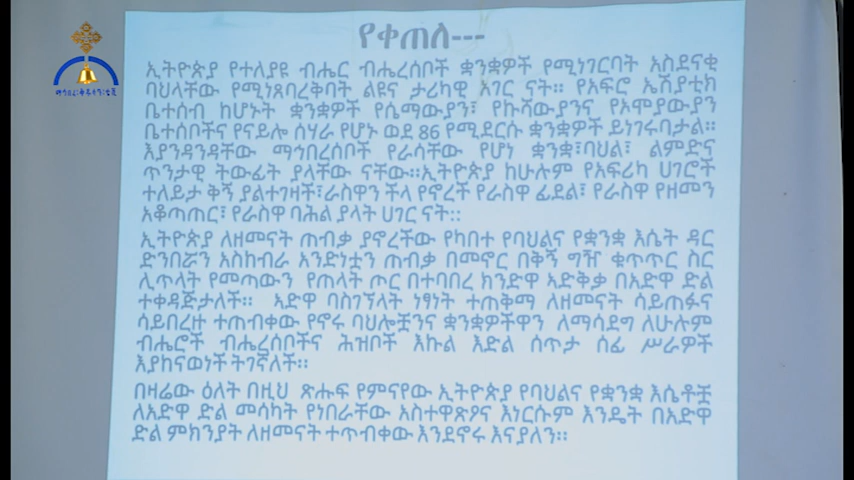 የቀጠለ---
ኢትዮጵያ የተለያዩ ብሔር ብሔረሰቦች ቋንቋዎች የሚነገርባት አስደናቂ
ባህላቸው የሚንጸባረቅባት ልዩና ታሪካዊ አገር ናት። የአፍሮ ኤሽያቲክ
ቤተሰብ ከሆኑት ቋንቋዎች የሴማውያን፣ የኩሻውያንና የኦሞያውያን
ቤተሰቦችና የናይሎ ሰሃራ የሆኑ ወደ 86 የሚደርሱ ቋንቋዎች ይነገሩባታል።
እያንዳንዳቸው ማኅበረሰቦች የራሳቸው የሆነ ቋንቋ፣ባህል፣ ልምድና
ጥንታዊ ትውፊት ያላቸው ናቸው።ኢትዮጵያ ከሁሉም የአፍሪካ ሀገሮች
ተለይታ ቅኝ ያልተገዛች፣ራስዋን ችላ የኖረች የራስዋ ፊደል፣ የራስዋ የዘመን
አቆጣጠር፣ የራስዋ ባሕል ያላት ሀገር ናት::
ኢትዮጵያ ለዘመናት ጠብቃ ያኖረችው የካበተ የባህልና የቋንቋ እሴት ዳር
ድንበሯን አስከብራ አንድነቷን ጠብቃ በመኖር በቅኝ ግዥ ቁጥጥር ስር
ሊጥላት የመጣውን የጠላት ጦር በተባበረ ክንድዋ አድቅቃ በአድዋ ድል
ተቀዳጅታለች። አድዋ ባስገኘላት ነፃነት ተጠቅማ ለዘመናት ሳይጠፉና
ሳይበረዙ ተጠብቀው የኖሩ ባህሎቿንና ቋንቋዎችዋን ለማሳደግ ለሁሉም
ብሔሮች ብሔረሰቦችና ሕዝቦች እኩል እድል ሰጥታ ሰፊ ሥራዎች
እያከናወነች ትገኛለች።
በዛሬው ዕለት በዚህ ጽሑፍ የምናየው ኢትዮጵያ የባህልና የቋንቋ እሴቶቿ
ለአድዋ ድል መሳካት የነበራቸው አስተዋጽዖና እነርሱም እንዴት በአድዋ
ድል ምክንያት ለዘመናት ተጥብቀው እንደኖሩ እናያለን።